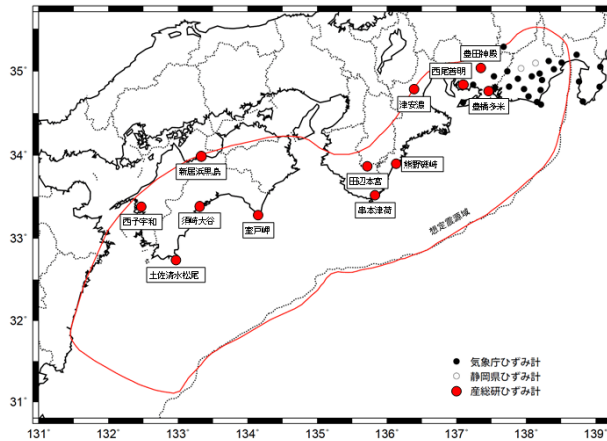 豊田神殿
西尾善明
豊橋多米
津安濃
新居浜黒島
田辺本宮
熊野磯崎
串本津荷
西予宇和
須崎大谷
室戸岬
土佐清水松尾
想定震源域
気象庁ひずみ計
静岡県ひずみ計
産総研ひずみ計
35°
34°
33°
32°
31°
131° 132° 133° 134° 135° 136° 137° 138° 139°